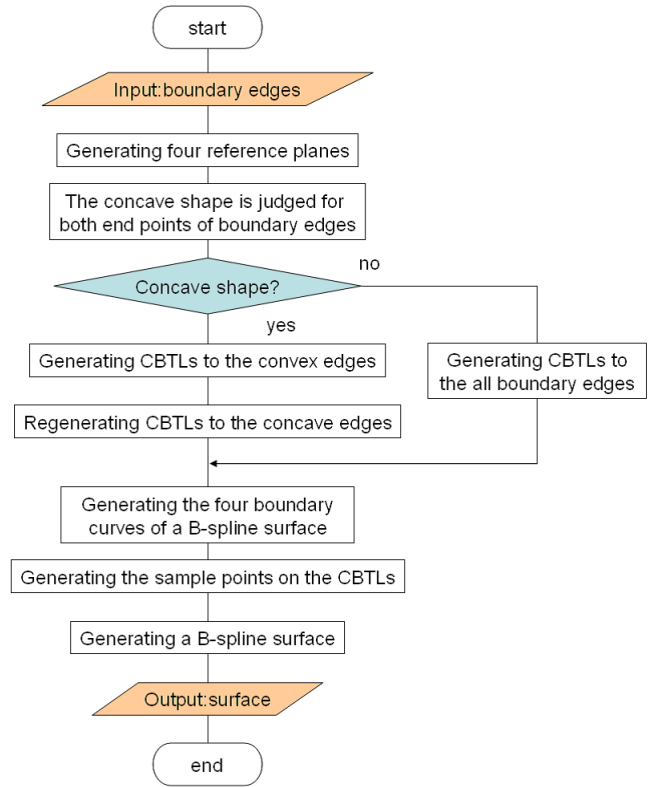 start
Input:boundary edges
Generating four reference planes
The concave shape is judged for
both end points of boundary edges
Concave shape?
no
yes
Generating CBTLs to the convex edges
Generating CBTLs to
the all boundary edges
Regenerating CBTLs to the concave edges
Generating the four boundary
curves of a B-spline surface
Generating the sample points on the CBTLs
Generating a B-spline surface
Output:surface
end